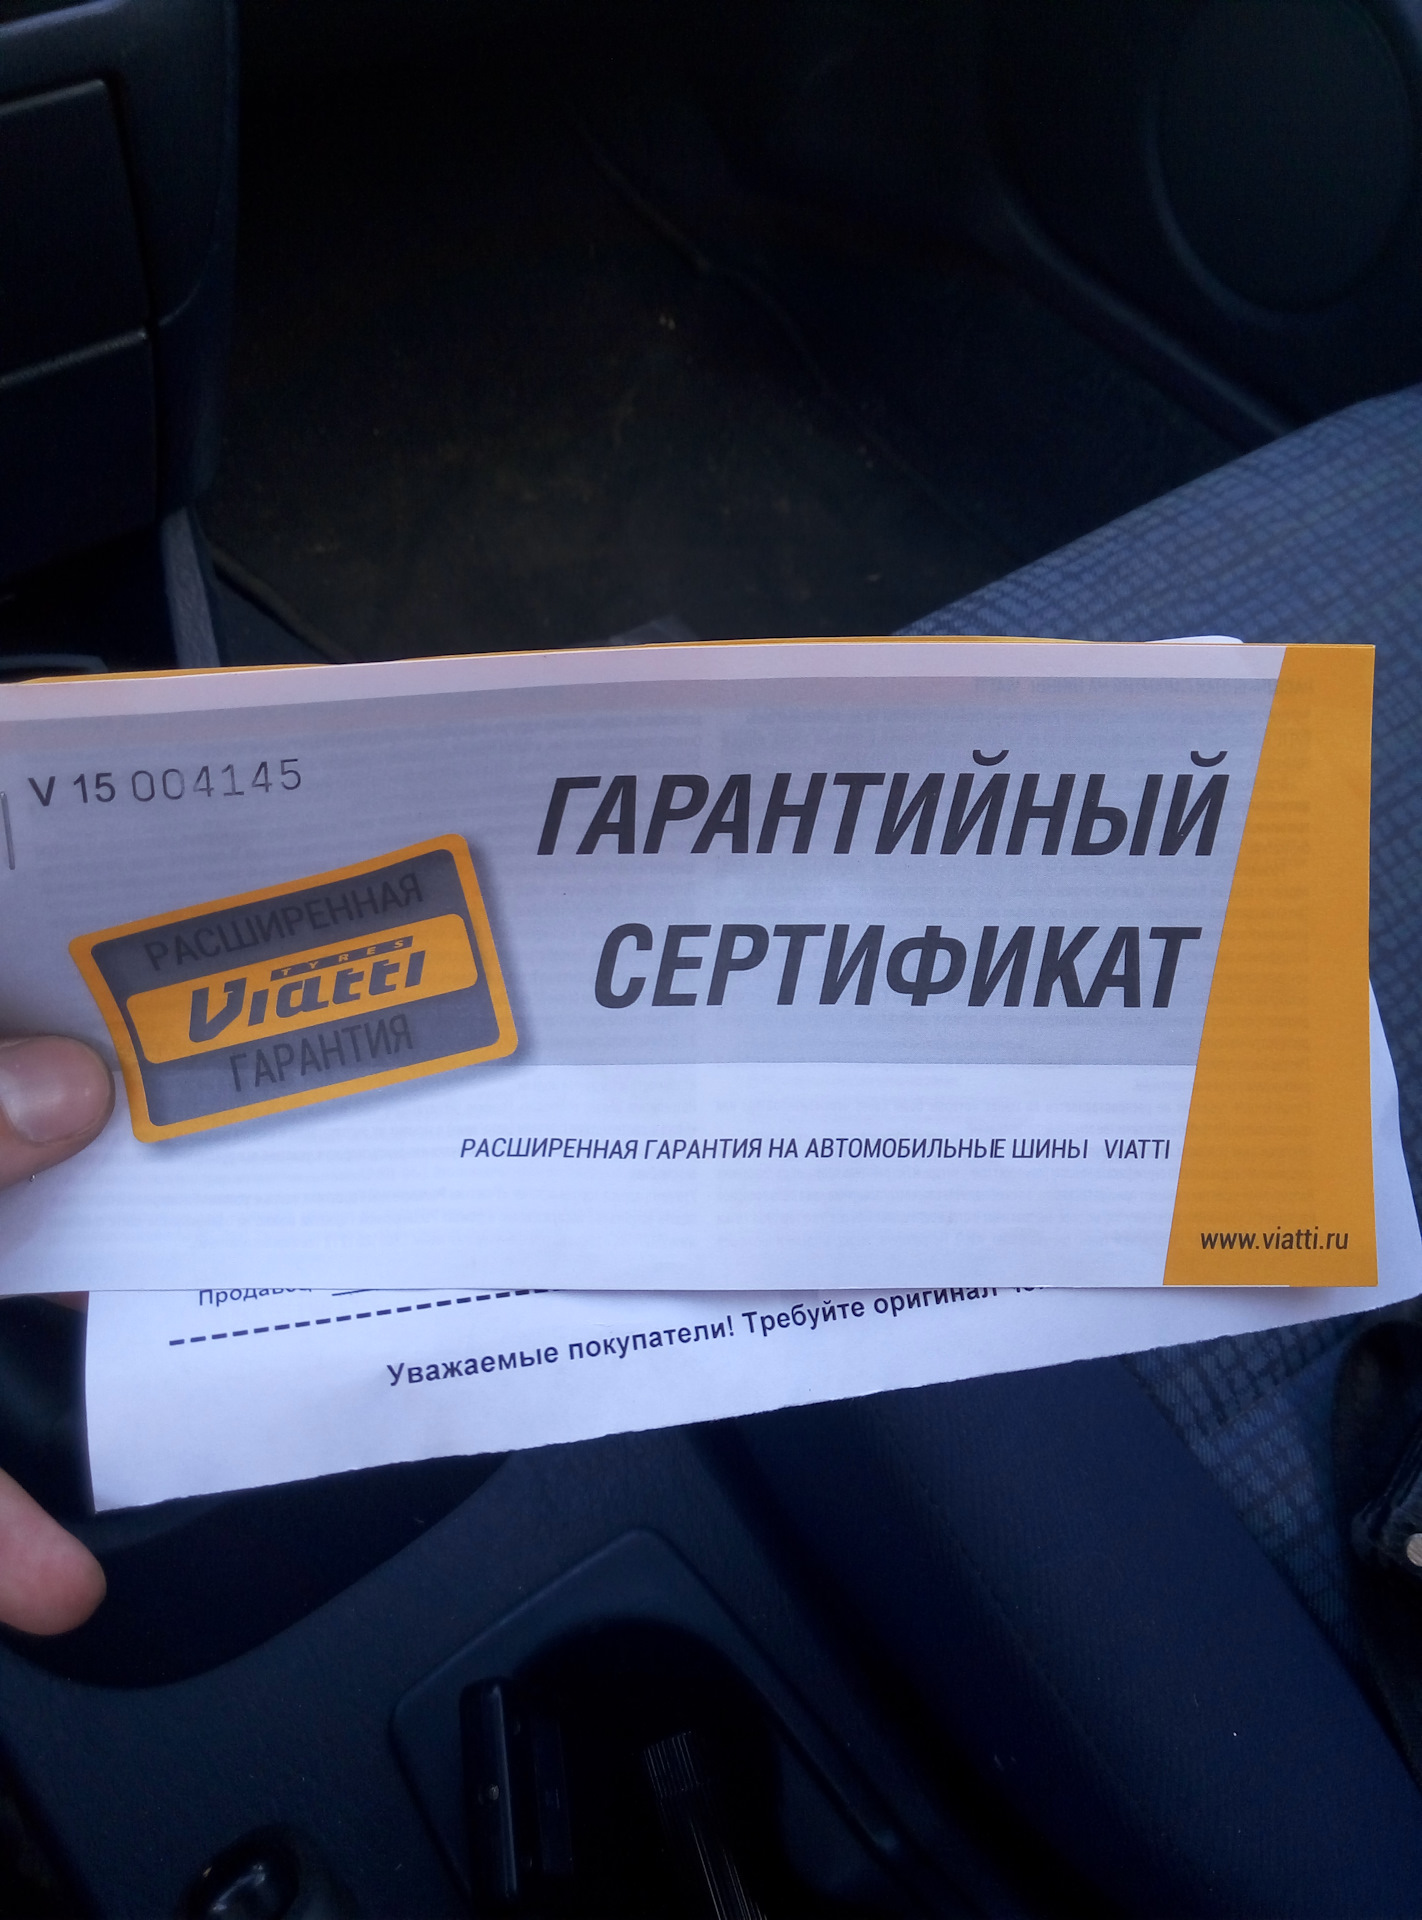 V 15 004145
ГАРАНТИЙНЫЙ
СЕРТИФИКАТ
РАСШИРЕННАЯ
TYRES
Viatti
ГАРАНТИЯ
РАСШИРЕННАЯ ГАРАНТИЯ НА АВТОМОБИЛЬНЫЕ ШИНЫ VIATTI
www.viatti.ru
Продавец
Уважаемые покупатели! Требуйте оригинал